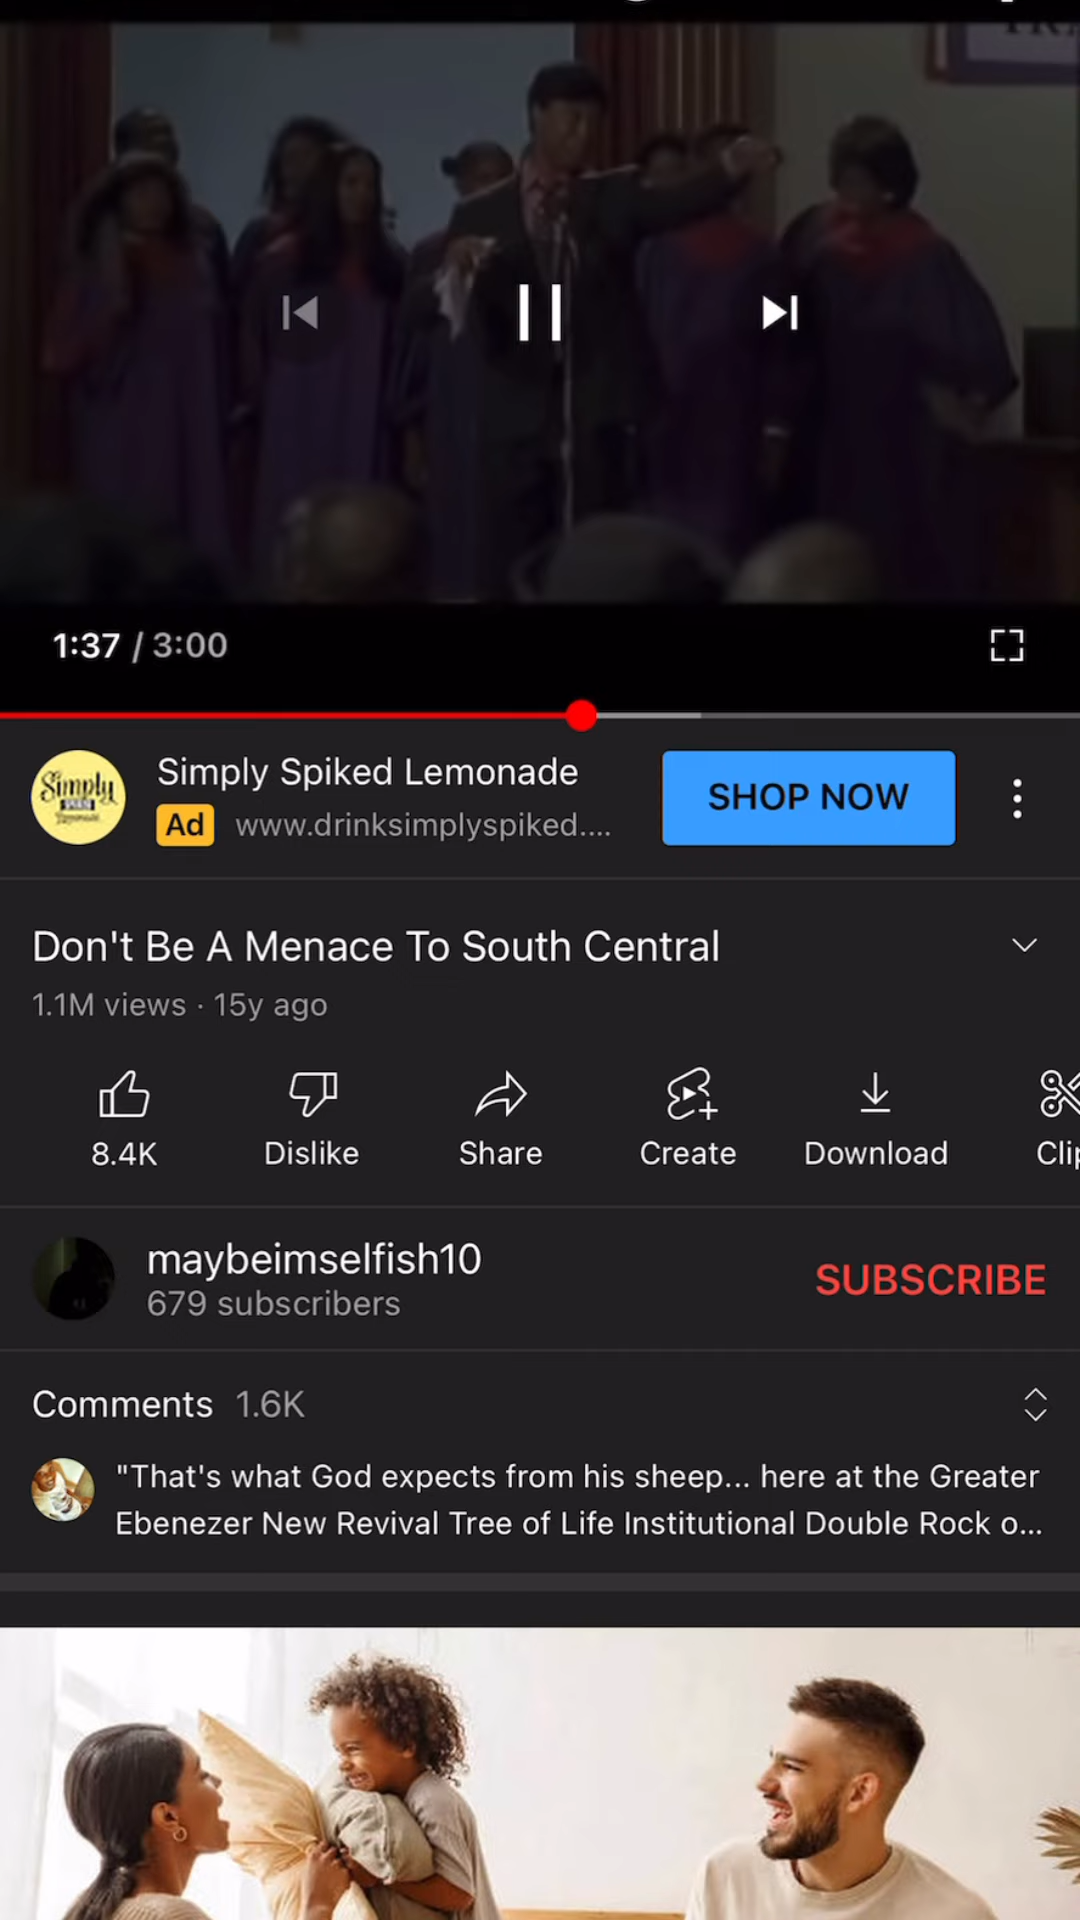 1:37 / 3:00
Simply
Simply Spiked Lemonade
SHOP NOW
Ad www.drinksimplyspiked....
Don't Be A Menace To South Central
1.1M views · 15y ago
8.4K Dislike Share Create Download Clip
maybeimselfish10
679 subscribers
SUBSCRIBE
Comments 1.6K
"That's what God expects from his sheep... here at the Greater
Ebenezer New Revival Tree of Life Institutional Double Rock o...